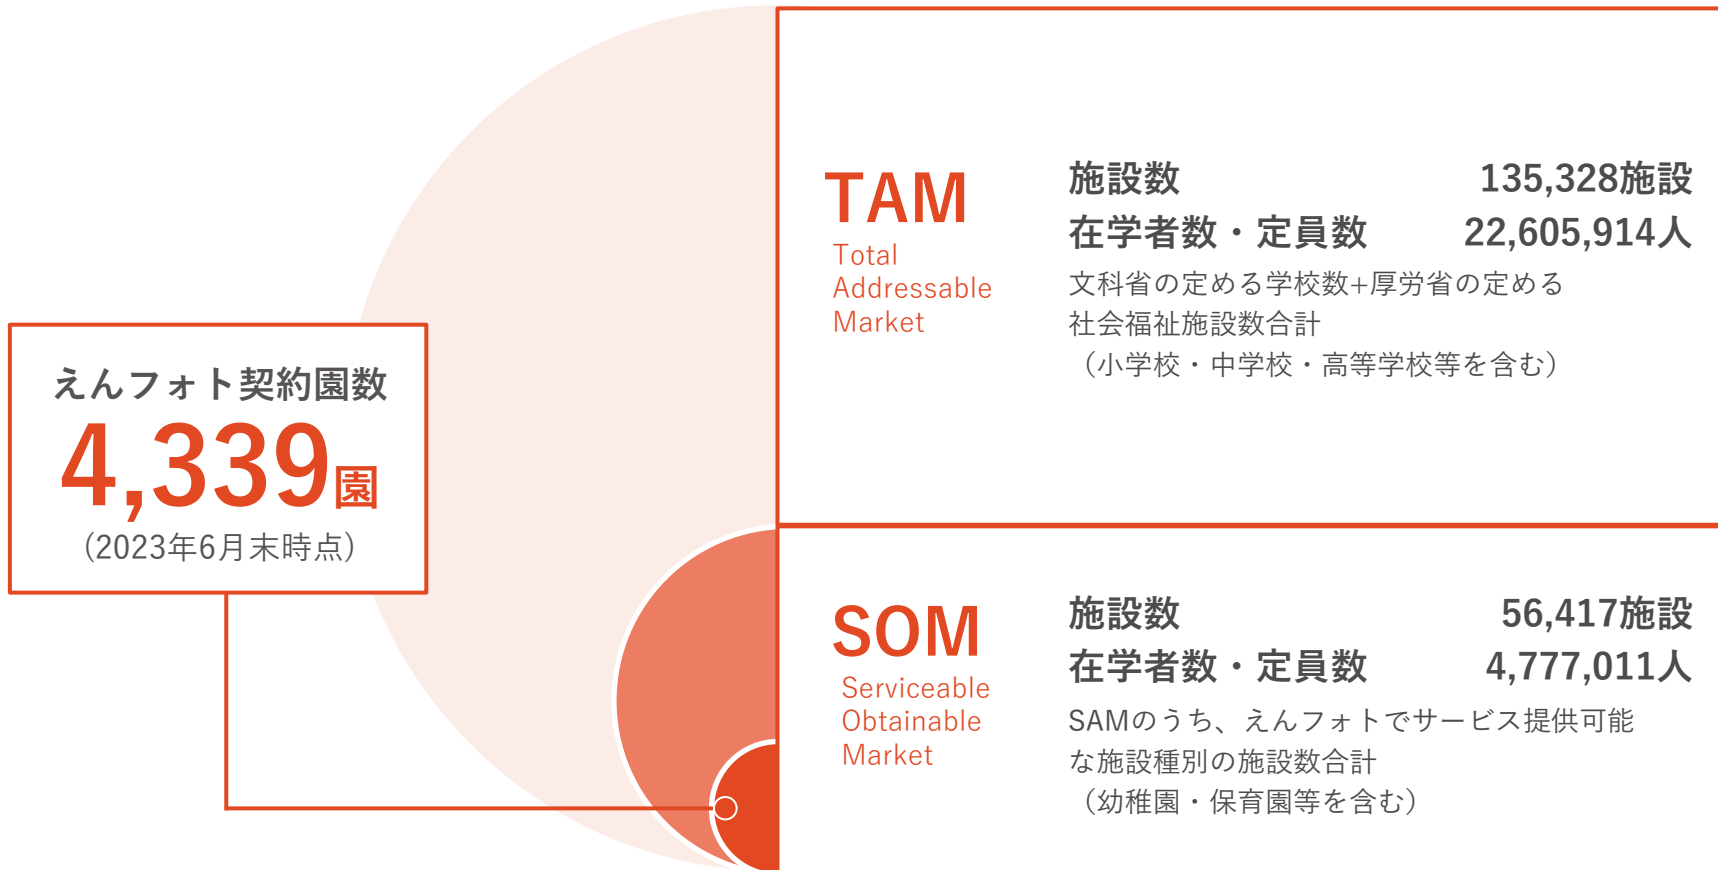 えんフォト契約園数
4,339園
（2023年6月末時点）
TAM
Total
Addressable
Market
施設数 135,328施設
在学者数・定員数 22,605,914人
文科省の定める学校数+厚労省の定める
社会福祉施設数合計
（小学校・中学校・高等学校等を含む）
SOM
Serviceable
Obtainable
Market
施設数 56,417施設
在学者数・定員数 4,777,011人
SAMのうち、えんフォトでサービス提供可能
な施設種別の施設数合計
（幼稚園・保育園等を含む）